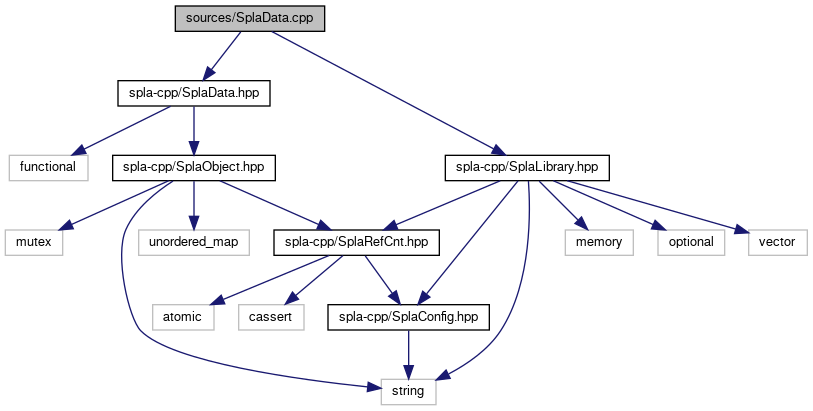 sources/SplaData.cpp
spla-cpp/SplaData.hpp
functional
spla-cpp/SplaObject.hpp
spla-cpp/SplaLibrary.hpp
mutex
unordered_map
spla-cpp/SplaRefCnt.hpp
memory
optional
vector
atomic
cassert
spla-cpp/SplaConfig.hpp
string